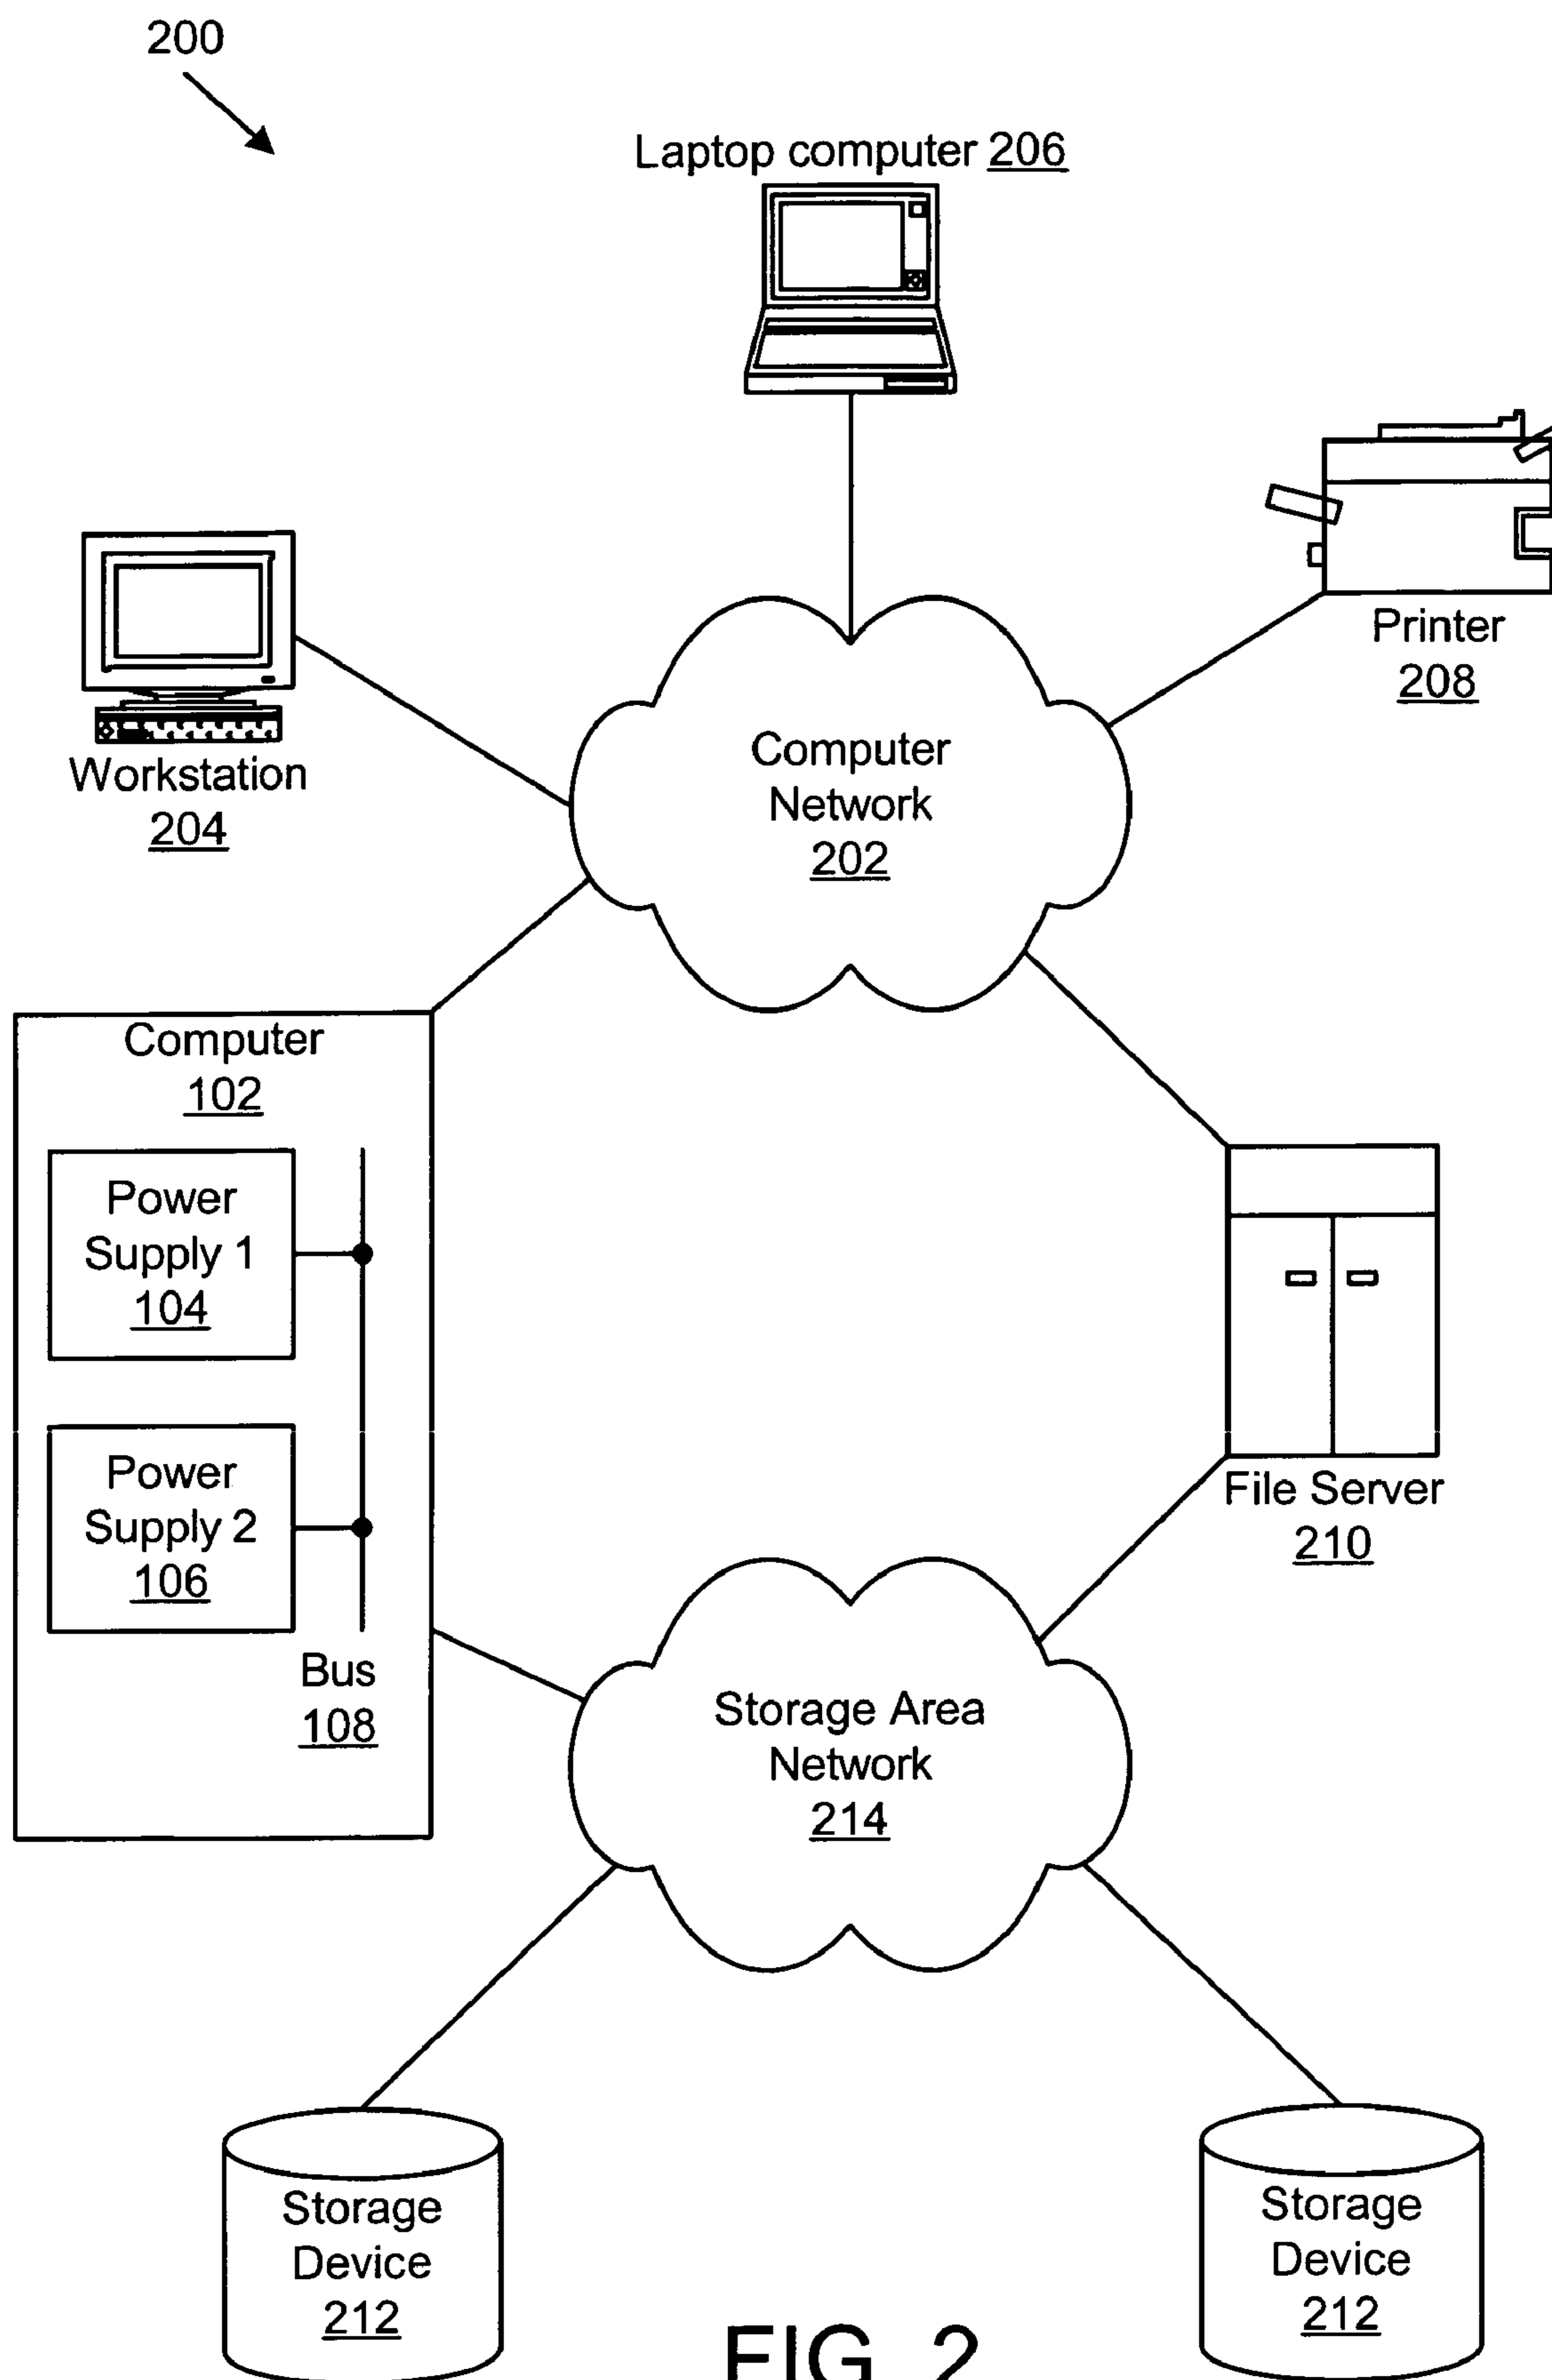 200
Laptop computer 206
Printer
208
Workstation
204
Computer
Network
202
Computer
102
Power
Supply 1
104
Power
Supply 2
106
Bus
108
File Server
210
Storage Area
Network
214
Storage
Device
212
Storage
Device
212
FIG. 2